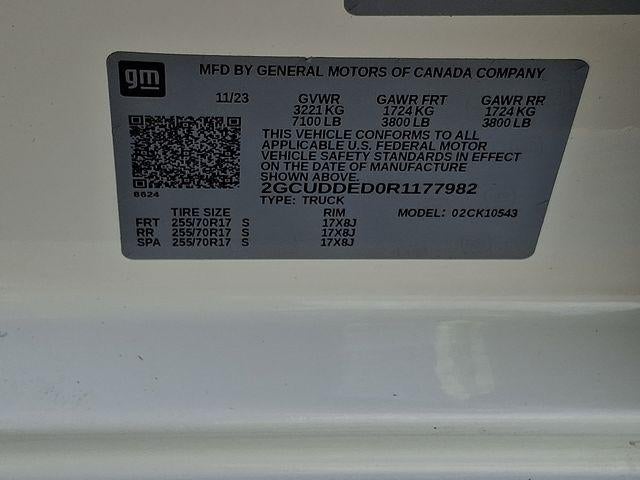 gm
MFD BY GENERAL MOTORS OF CANADA COMPANY
11/23 GVWR GAWR FRT GAWR RR
3221 KG 1724 KG 1724 KG
7100 LB 3800 LB 3800 LB
THIS VEHICLE CONFORMS TO ALL
APPLICABLE U.S. FEDERAL MOTOR
VEHICLE SAFETY STANDARDS IN EFFECT
ON THE DATE OF MANUFACTURE
SHOWN ABOVE.
8624
2GCUDDED0R1177982
TYPE: TRUCK
TIRE SIZE RIM MODEL: 02CK10543
FRT 255/70R17 S 17X8J
RR 255/70R17 S 17X8J
SPA 255/70R17 S 17X8J